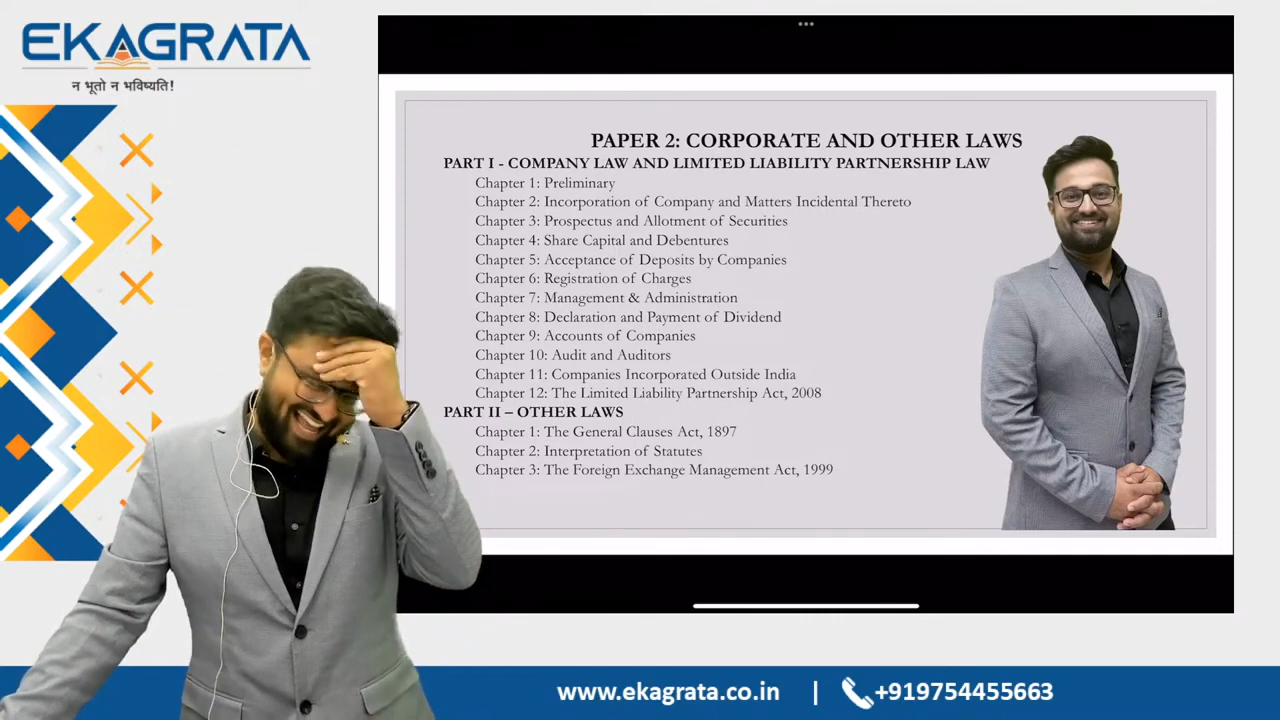 EKAGRATA
न भूतो न भविष्यति!
PAPER 2: CORPORATE AND OTHER LAWS
PART I - COMPANY LAW AND LIMITED LIABILITY PARTNERSHIP LAW
Chapter 1: Preliminary
Chapter 2: Incorporation of Company and Matters Incidental Thereto
Chapter 3: Prospectus and Allotment of Securities
Chapter 4: Share Capital and Debentures
Chapter 5: Acceptance of Deposits by Companies
Chapter 6: Registration of Charges
Chapter 7: Management & Administration
Chapter 8: Declaration and Payment of Dividend
Chapter 9: Accounts of Companies
Chapter 10: Audit and Auditors
Chapter 11: Companies Incorporated Outside India
Chapter 12: The Limited Liability Partnership Act, 2008
PART II – OTHER LAWS
Chapter 1: The General Clauses Act, 1897
Chapter 2: Interpretation of Statutes
Chapter 3: The Foreign Exchange Management Act, 1999
www.ekagrata.co.in | +919754455663